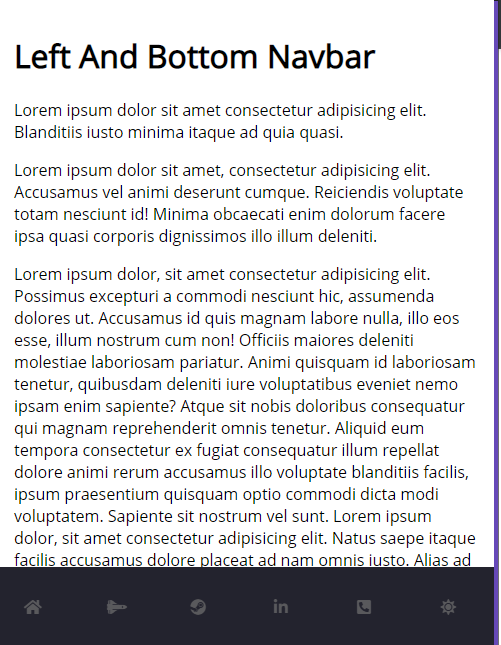 Left And Bottom Navbar
Lorem ipsum dolor sit amet consectetur adipisicing elit.
Blanditiis iusto minima itaque ad quia quasi.
Lorem ipsum dolor sit amet, consectetur adipisicing elit.
Accusamus vel animi deserunt cumque. Reiciendis voluptate
totam nesciunt id! Minima obcaecati enim dolorum facere
ipsa quasi corporis dignissimos illo illum deleniti.
Lorem ipsum dolor, sit amet consectetur adipisicing elit.
Possimus excepturi a commodi nesciunt hic, assumenda
dolores ut. Accusamus id quis magnam labore nulla, illo eos
esse, illum nostrum cum non! Officiis maiores deleniti
molestiae laboriosam pariatur. Animi quisquam id laboriosam
tenetur, quibusdam deleniti iure voluptatibus eveniet nemo
ipsam enim sapiente? Atque sit nobis doloribus consequatur
qui magnam reprehenderit omnis tenetur. Aliquid eum
tempora consectetur ex fugiat consequatur illum repellat
dolore animi rerum accusamus illo voluptate blanditiis facilis,
ipsum praesentium quisquam optio commodi dicta modi
voluptatem. Sapiente sit nostrum vel sunt. Lorem ipsum
dolor, sit amet consectetur adipisicing elit. Natus saepe itaque
facilis accusamus dolore placeat ad nam omnis iusto. Alias ad
in